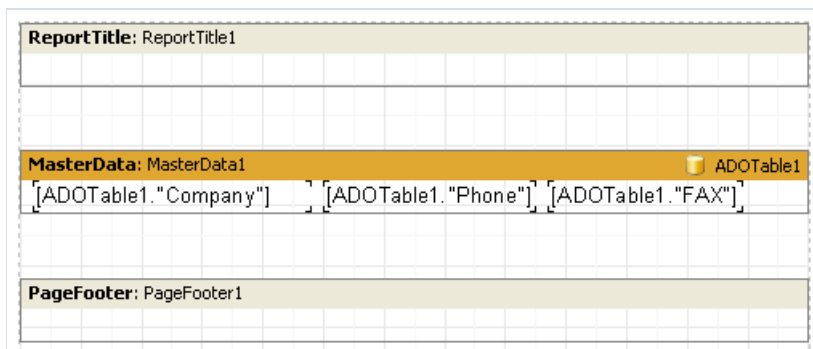 ReportTitle: ReportTitle1
MasterData: MasterData1 ADOTable1
[ADOTable1."Company"] [ADOTable1."Phone"] [ADOTable1."FAX"]
PageFooter: PageFooter1